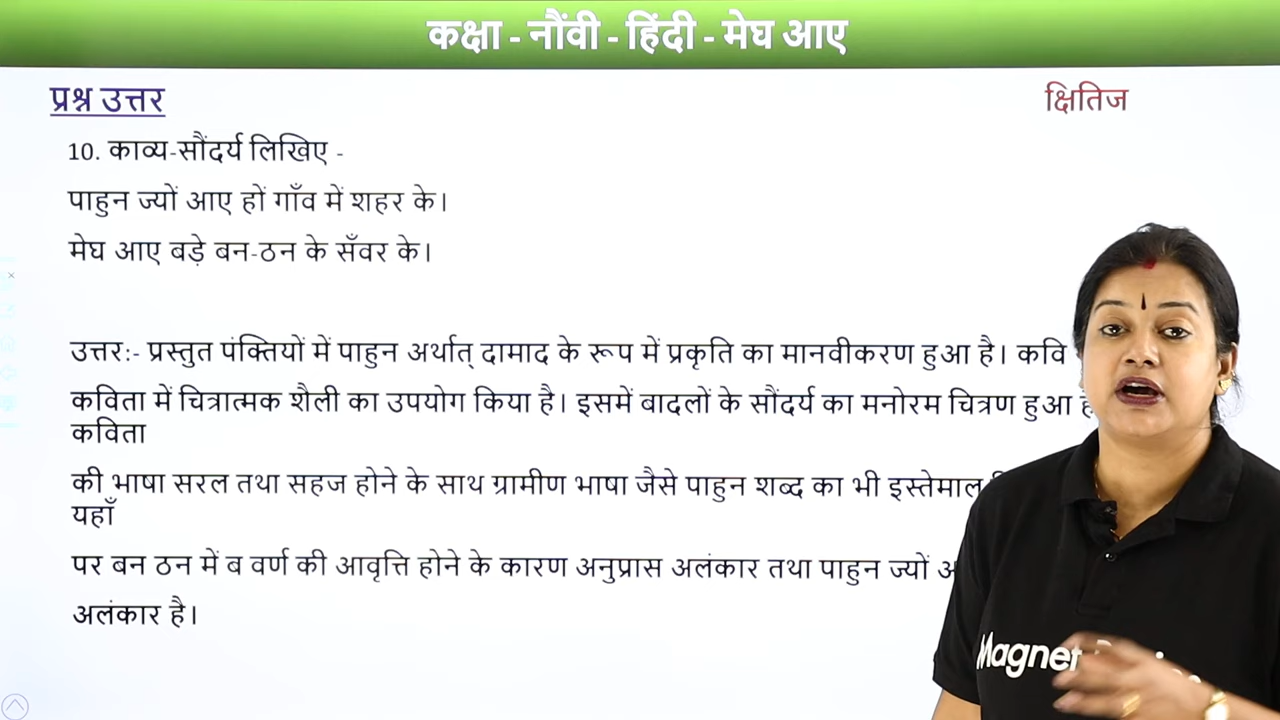 कक्षा - नौंवी - हिंदी - मेघ आए
प्रश्न उत्तर
क्षितिज
10. काव्य-सौंदर्य लिखिए -
पाहुन ज्यों आए हों गाँव में शहर के।
मेघ आए बड़े बन-ठन के सँवर के।
उत्तर:- प्रस्तुत पंक्तियों में पाहुन अर्थात् दामाद के रूप में प्रकृति का मानवीकरण हुआ है। कवि
कविता में चित्रात्मक शैली का उपयोग किया है। इसमें बादलों के सौंदर्य का मनोरम चित्रण हुआ
कविता
की भाषा सरल तथा सहज होने के साथ ग्रामीण भाषा जैसे पाहुन शब्द का भी इस्तेमाल
यहाँ
पर बन ठन में ब वर्ण की आवृत्ति होने के कारण अनुप्रास अलंकार तथा पाहुन ज्यों
अलंकार है।
Magnet